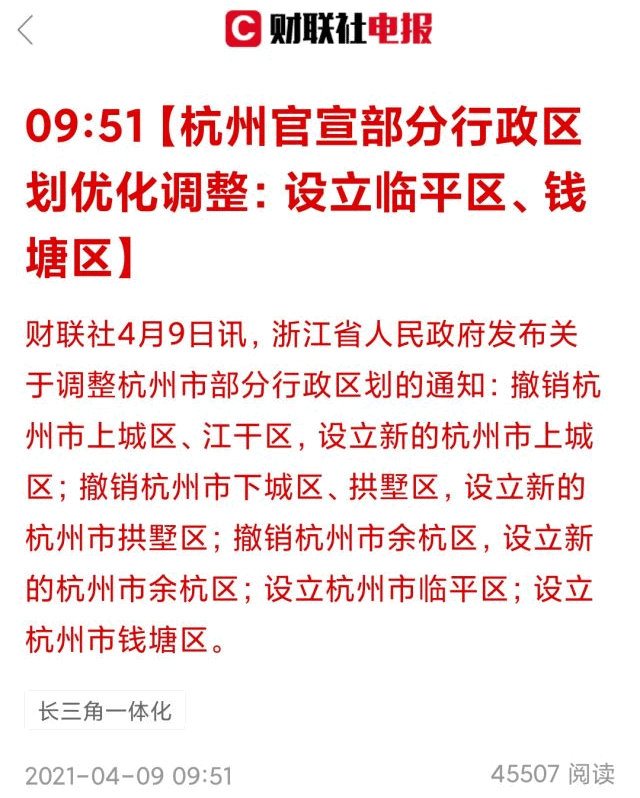 财联社电报
09:51【杭州官宣部分行政区
划优化调整：设立临平区、钱
塘区】
财联社4月9日讯，浙江省人民政府发布关
于调整杭州市部分行政区划的通知：撤销杭
州市上城区、江干区，设立新的杭州市上城
区；撤销杭州市下城区、拱墅区，设立新的
杭州市拱墅区；撤销杭州市余杭区，设立新
的杭州市余杭区；设立杭州市临平区；设立
杭州市钱塘区。
长三角一体化
2021-04-09 09:51 45507 阅读